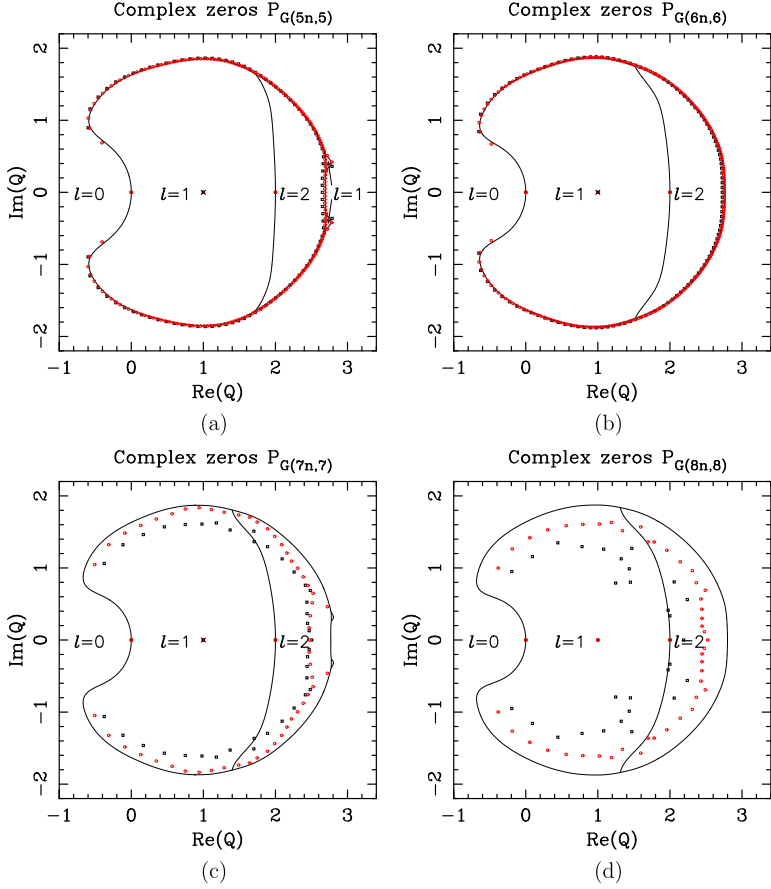 Complex zeros P_G(5n,5)
Im(Q)
2
1
0
-1
-2
l=0
l=1
l=2
l=1
-1 0 1 2 3
Re(Q)
(a)
Complex zeros P_G(6n,6)
Im(Q)
2
1
0
-1
-2
l=0
l=1
l=2
-1 0 1 2 3
Re(Q)
(b)
Complex zeros P_G(7n,7)
Im(Q)
2
1
0
-1
-2
l=0
l=1
l=2
-1 0 1 2 3
Re(Q)
(c)
Complex zeros P_G(8n,8)
Im(Q)
2
1
0
-1
-2
l=0
l=1
l=2
-1 0 1 2 3
Re(Q)
(d)